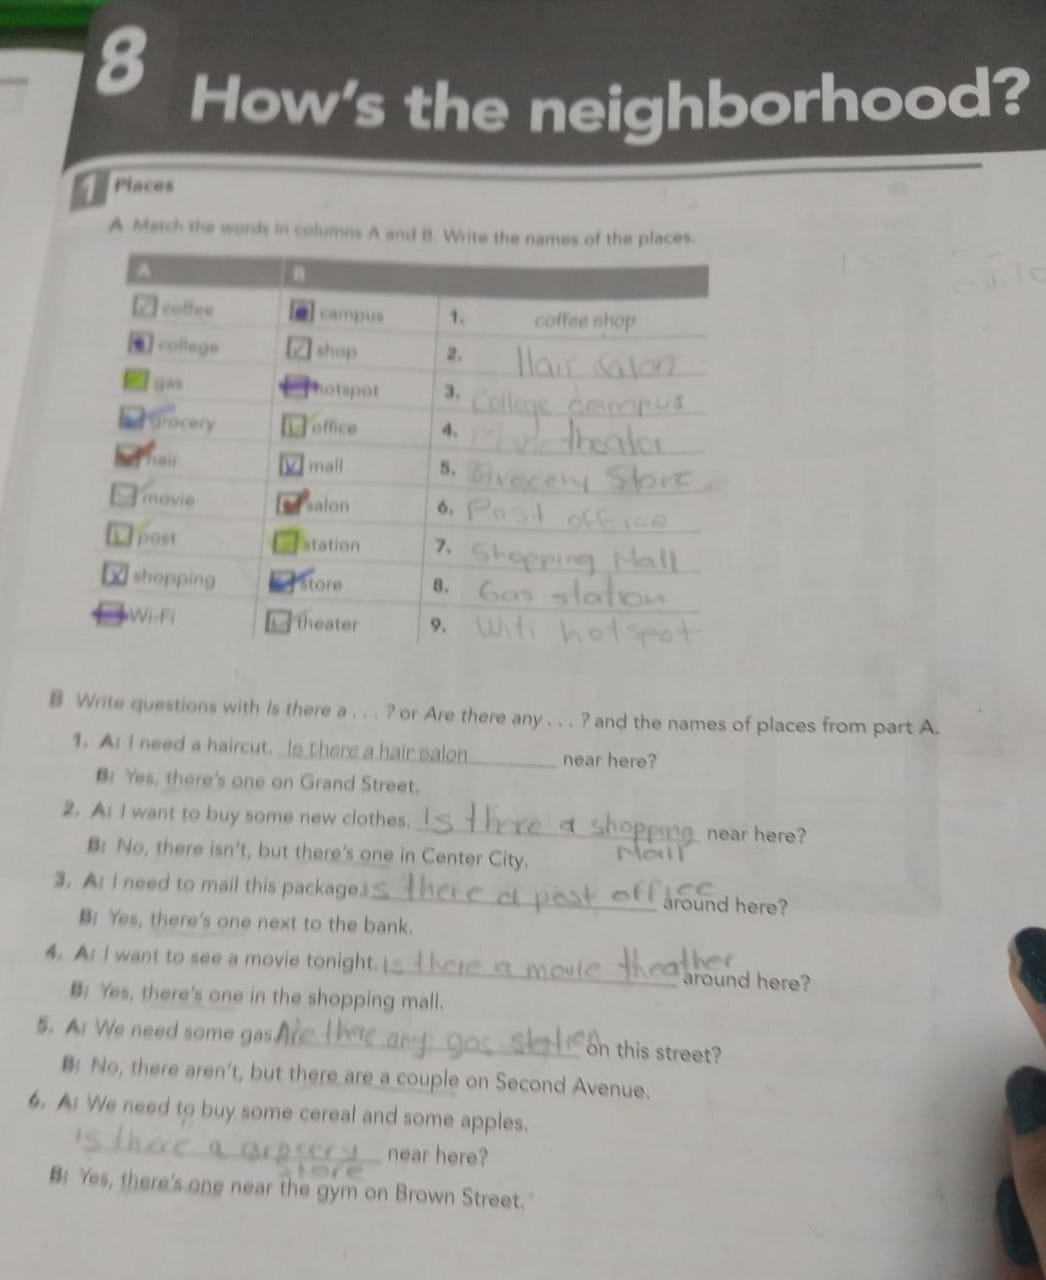 8
How's the neighborhood?
1 Places
A Match the words in columns A and B. Write the names of the places.
A B
coffee campus 1. coffee shop
college shop 2. Hair salon
gas hotspot 3. College campus
grocery office 4. Movie theater
hair mall 5. Grocery Store
movie salon 6. Post office
post station 7. Shopping Mall
shopping store 8. Gas station
Wi-Fi theater 9. Wifi hotspot
B Write questions with Is there a . . . ? or Are there any . . . ? and the names of places from part A.
1. A: I need a haircut. Is there a hair salon near here?
B: Yes, there's one on Grand Street.
2. A: I want to buy some new clothes. Is there a shopping near here?
Mall
B: No, there isn't, but there's one in Center City.
3. A: I need to mail this package. is there a post office around here?
B: Yes, there's one next to the bank.
4. A: I want to see a movie tonight. is there a movie theather around here?
B: Yes, there's one in the shopping mall.
5. A: We need some gas. Are there any gas station on this street?
B: No, there aren't, but there are a couple on Second Avenue.
6. A: We need to buy some cereal and some apples.
is there a grocery near here?
store
B: Yes, there's one near the gym on Brown Street.